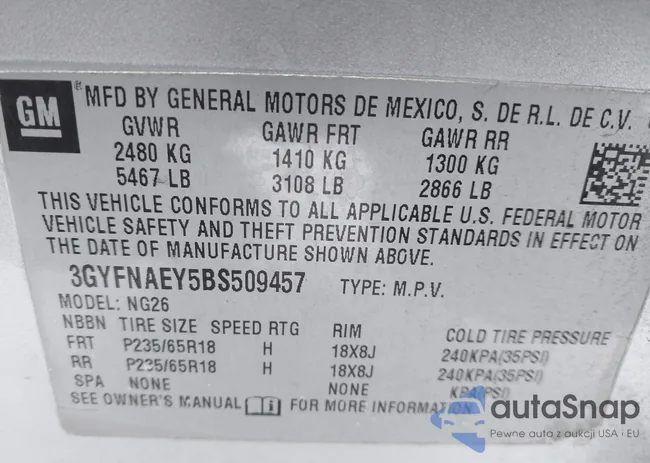 GM ® MFD BY GENERAL MOTORS DE MEXICO, S. DE R.L. DE C.V.
GVWR GAWR FRT GAWR RR
2480 KG 1410 KG 1300 KG
5467 LB 3108 LB 2866 LB
THIS VEHICLE CONFORMS TO ALL APPLICABLE U.S. FEDERAL MOTOR
VEHICLE SAFETY AND THEFT PREVENTION STANDARDS IN EFFECT ON
THE DATE OF MANUFACTURE SHOWN ABOVE.
3GYFNAEY5BS509457 TYPE: M.P.V.
MODEL: NG26
NBBN TIRE SIZE SPEED RTG RIM COLD TIRE PRESSURE
FRT P235/65R18 H 18X8J 240KPA(35PSI)
RR P235/65R18 H 18X8J 240KPA(35PSI)
SPA NONE NONE KPA(PSI)
SEE OWNER'S MANUAL FOR MORE INFORMATION
autaSnap
Pewne auta z aukcji USA i EU